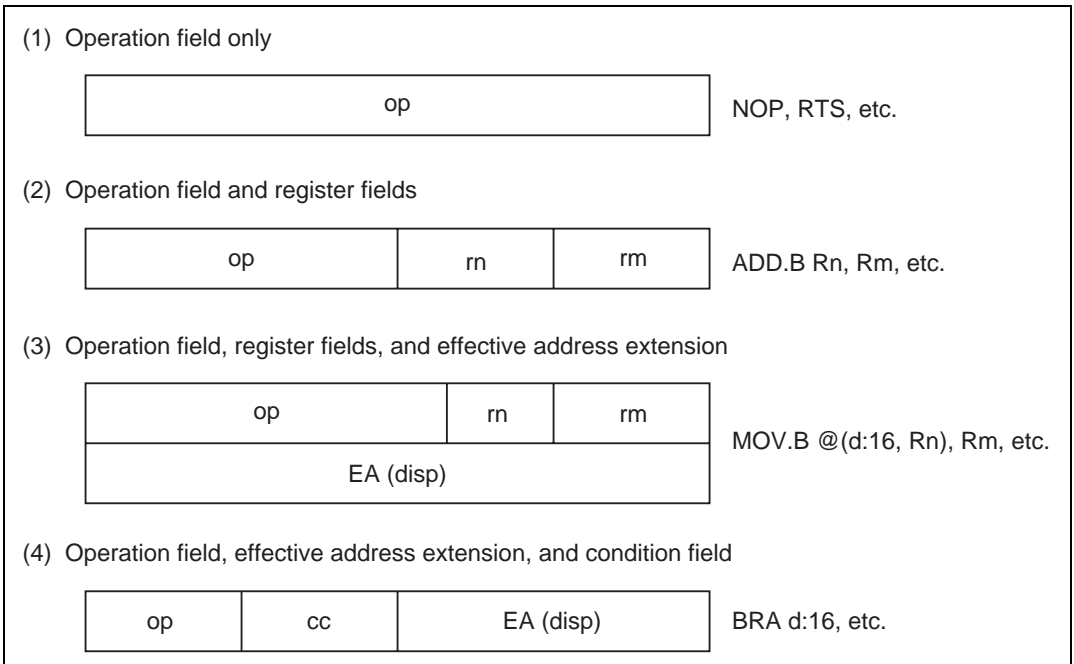 (1) Operation field only
op
NOP, RTS, etc.
(2) Operation field and register fields
op rn rm
ADD.B Rn, Rm, etc.
(3) Operation field, register fields, and effective address extension
op rn rm
EA (disp)
MOV.B @(d:16, Rn), Rm, etc.
(4) Operation field, effective address extension, and condition field
op cc EA (disp)
BRA d:16, etc.